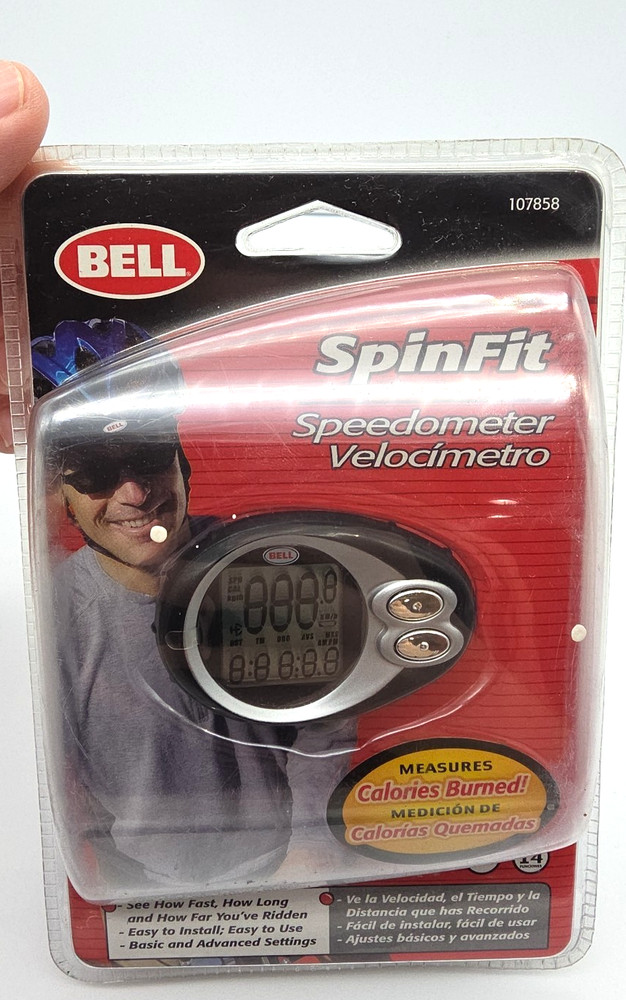 107858
BELL
SpinFit
Speedometer
Velocímetro
BELL
BELL
MEASURES
Calories Burned!
MEDICIÓN DE
Calorías Quemadas
14
FUNCIONES
- See How Fast, How Long
and How Far You've Ridden
- Easy to Install; Easy to Use
- Basic and Advanced Settings
- Ve la Velocidad, el Tiempo y la
Distancia que has Recorrido
- Fácil de instalar, fácil de usar
- Ajustes básicos y avanzados